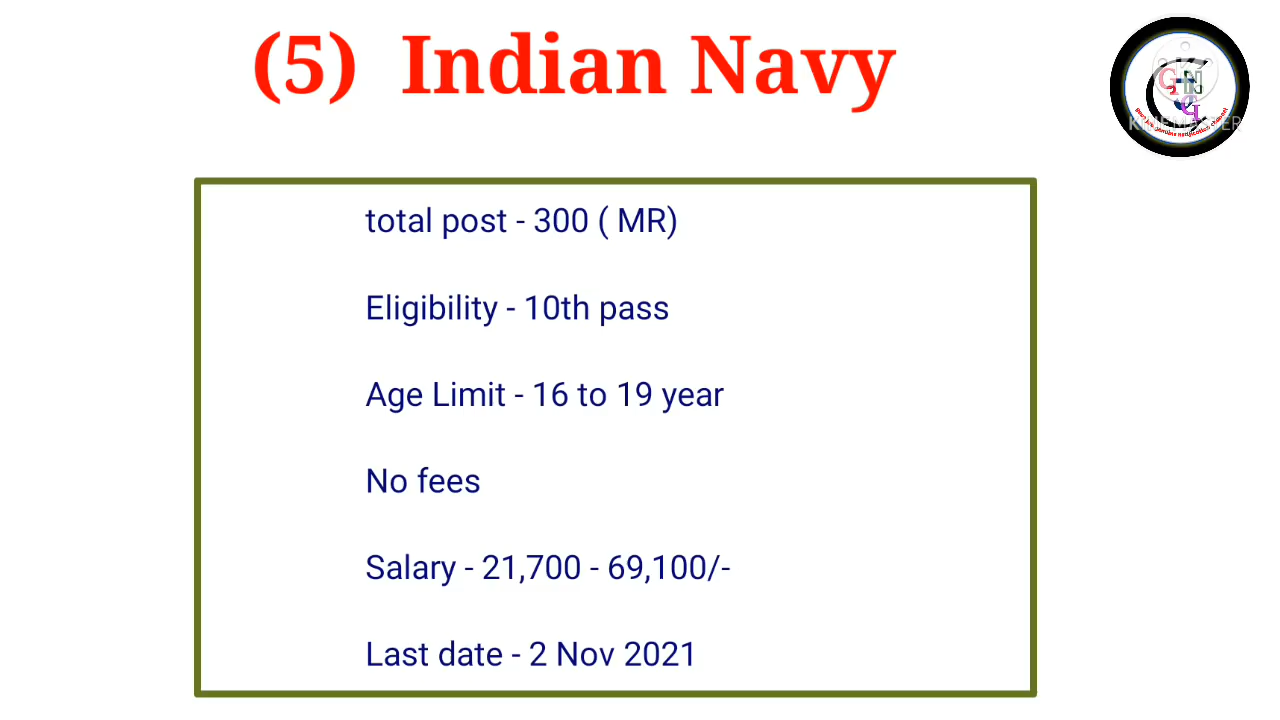 (5) Indian Navy
KINEMASTER
total post - 300 ( MR)
Eligibility - 10th pass
Age Limit - 16 to 19 year
No fees
Salary - 21,700 - 69,100/-
Last date - 2 Nov 2021